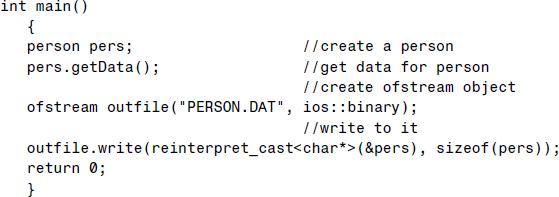 int main()
{
person pers; //create a person
pers.getData(); //get data for person
//create ofstream object
ofstream outfile("PERSON.DAT", ios::binary);
//write to it
outfile.write(reinterpret_cast<char*>(&pers), sizeof(pers));
return 0;
}